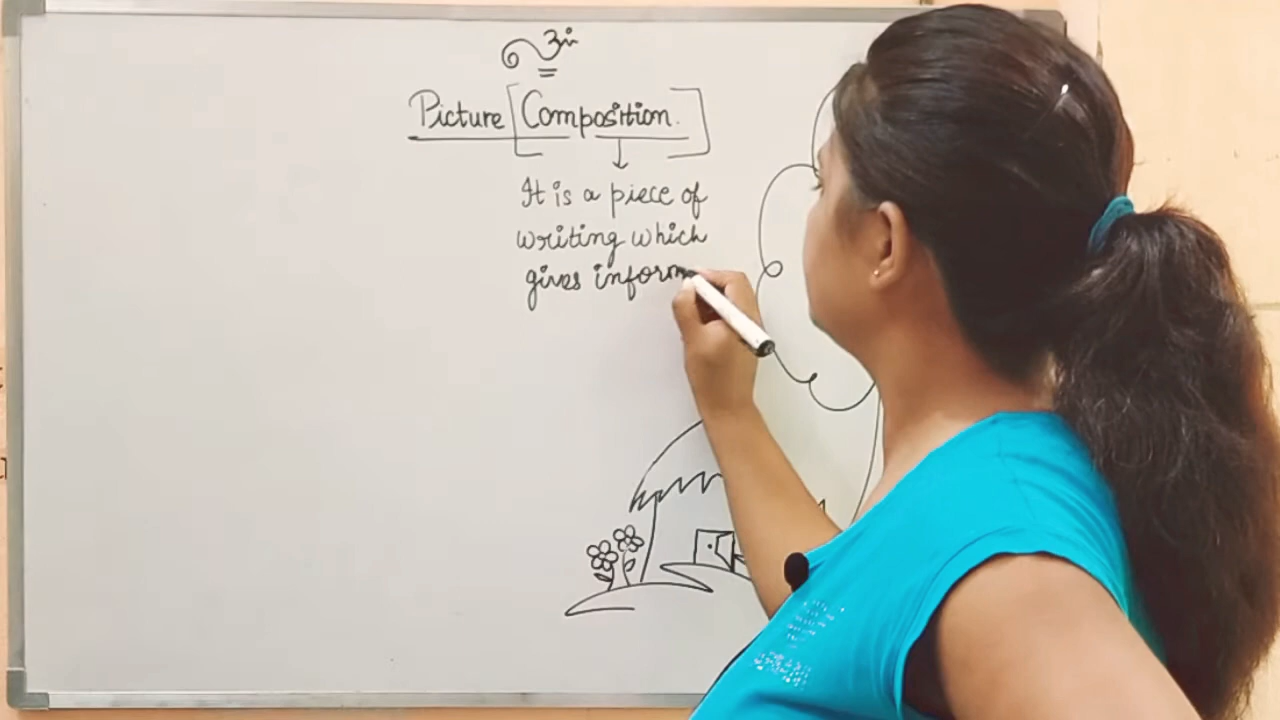 Picture [Composition.]
It is a piece of
writing which
gives inform